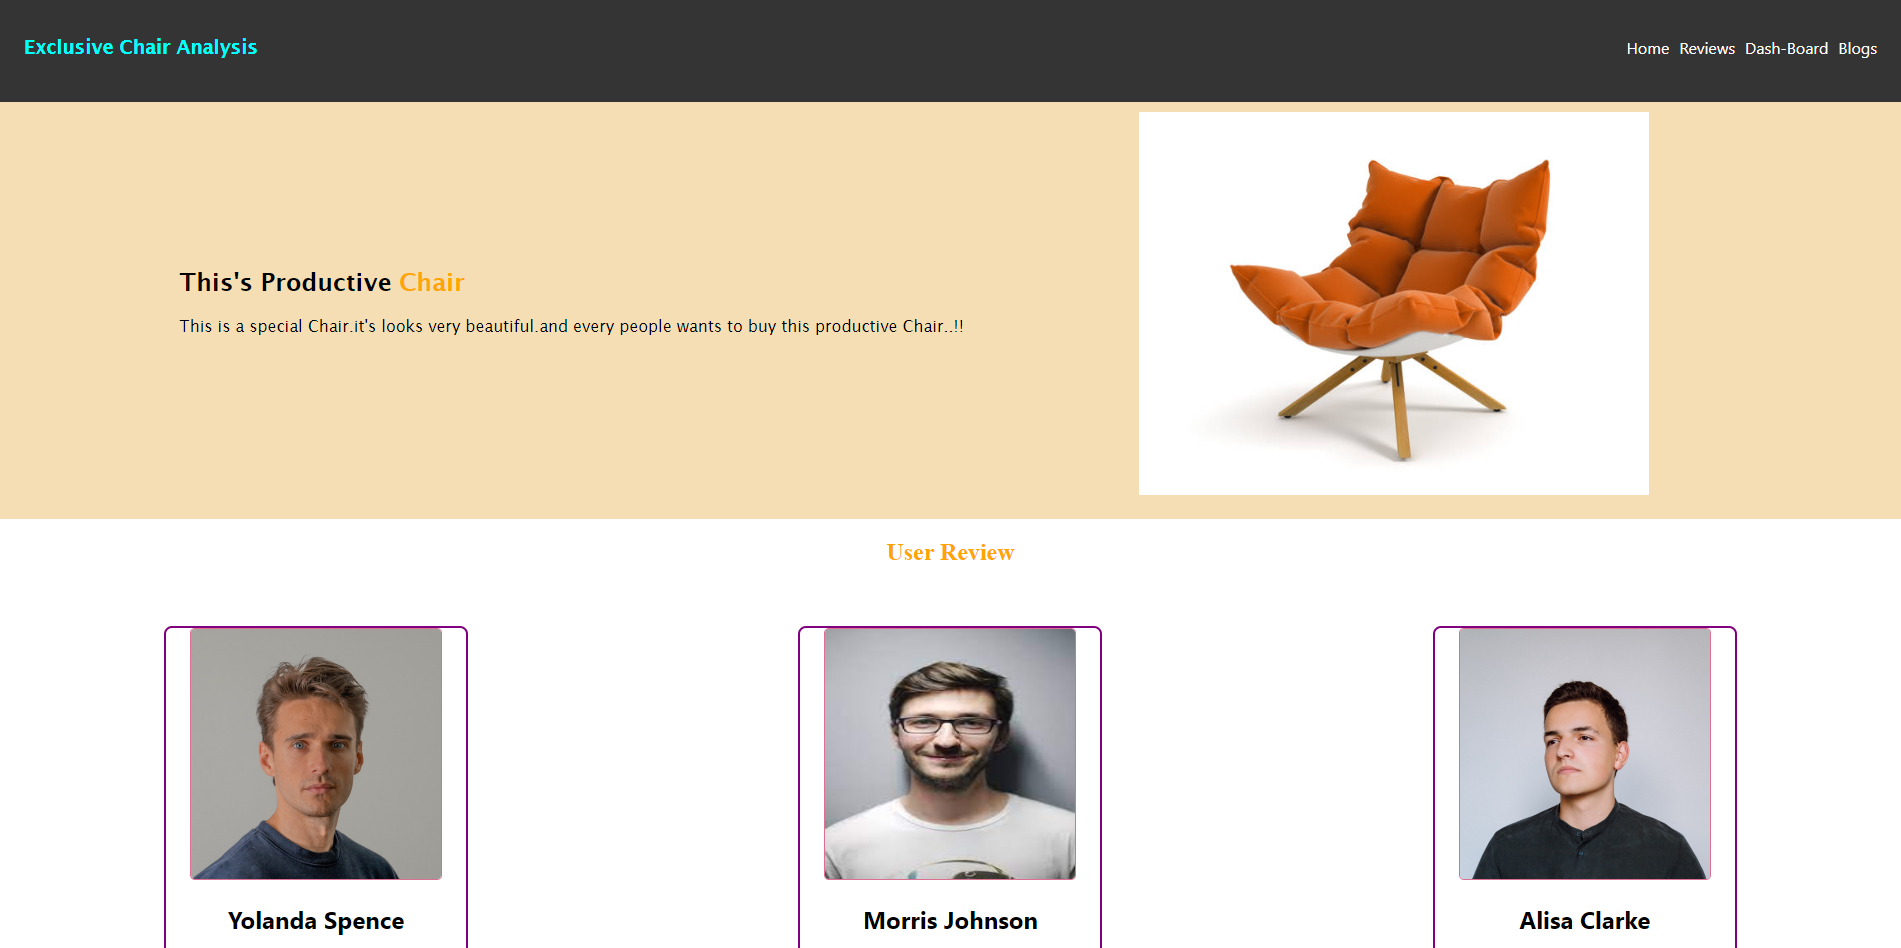 Exclusive Chair Analysis
Home Reviews Dash-Board Blogs
This's Productive Chair
This is a special Chair.it's looks very beautiful.and every people wants to buy this productive Chair..!!
User Review
Yolanda Spence
Morris Johnson
Alisa Clarke